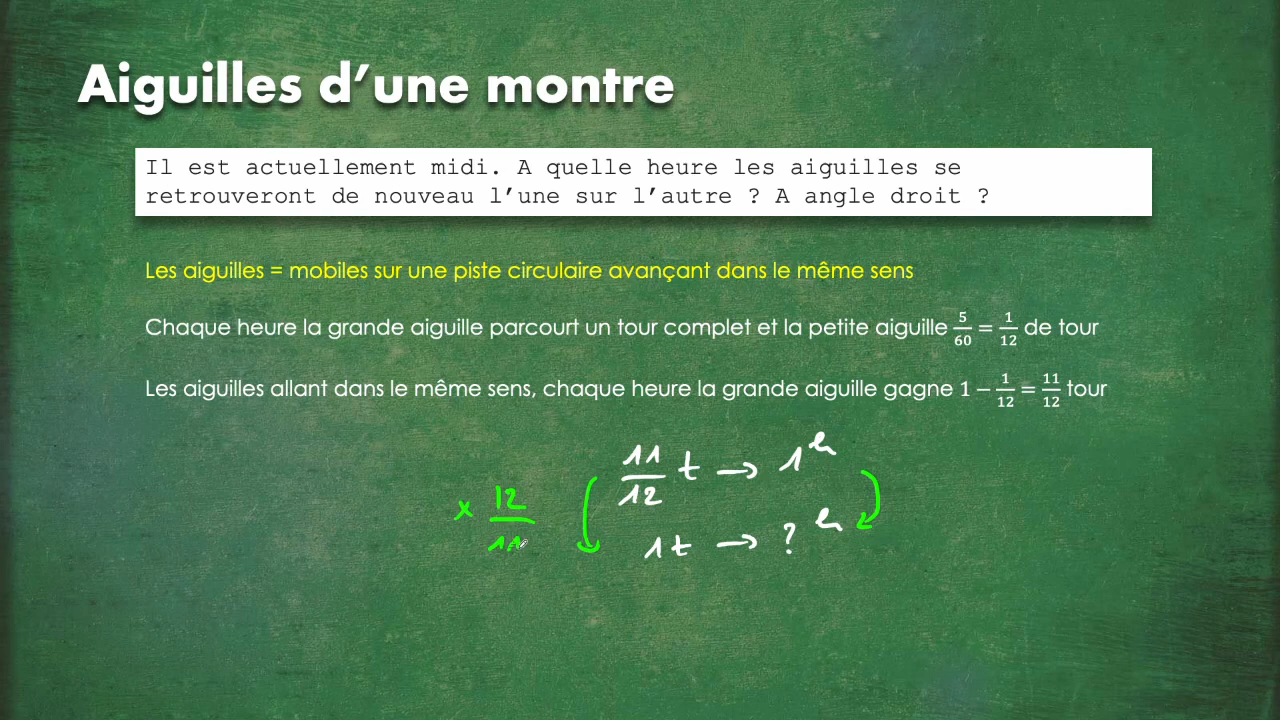 Aiguilles d’une montre
Il est actuellement midi. A quelle heure les aiguilles se
retrouveront de nouveau l’une sur l’autre ? A angle droit ?
Les aiguilles = mobiles sur une piste circulaire avançant dans le même sens
Chaque heure la grande aiguille parcourt un tour complet et la petite aiguille 5/60 = 1/12 de tour
Les aiguilles allant dans le même sens, chaque heure la grande aiguille gagne 1 − 1/12 = 11/12 tour
11/12 t → 1 h
x 12/11
1t → ? h